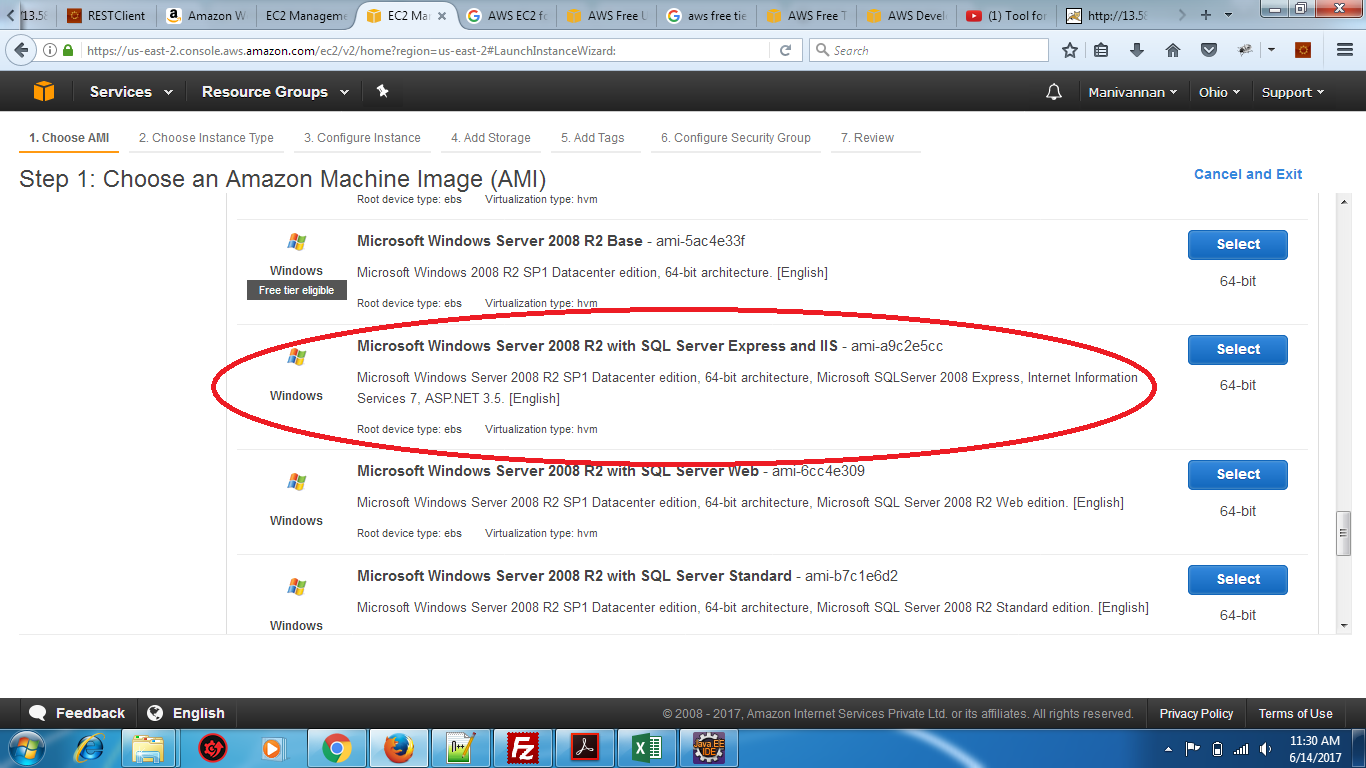 13.58
RESTClient
Amazon W
EC2 Manageme
EC2 Mar
AWS EC2 fo
AWS Free U
aws free tie
AWS Free T
AWS Devel
(1) Tool for
http://13.58
https://us-east-2.console.aws.amazon.com/ec2/v2/home?region=us-east-2#LaunchInstanceWizard:
Search
Services
Resource Groups
Manivannan
Ohio
Support
1. Choose AMI
2. Choose Instance Type
3. Configure Instance
4. Add Storage
5. Add Tags
6. Configure Security Group
7. Review
Step 1: Choose an Amazon Machine Image (AMI)
Cancel and Exit
Root device type: ebs Virtualization type: hvm
Windows
Free tier eligible
Microsoft Windows Server 2008 R2 Base - ami-5ac4e33f
Microsoft Windows 2008 R2 SP1 Datacenter edition, 64-bit architecture. [English]
Root device type: ebs Virtualization type: hvm
Select
64-bit
Windows
Microsoft Windows Server 2008 R2 with SQL Server Express and IIS - ami-a9c2e5cc
Microsoft Windows Server 2008 R2 SP1 Datacenter edition, 64-bit architecture, Microsoft SQLServer 2008 Express, Internet Information
Services 7, ASP.NET 3.5. [English]
Root device type: ebs Virtualization type: hvm
Select
64-bit
Windows
Microsoft Windows Server 2008 R2 with SQL Server Web - ami-6cc4e309
Microsoft Windows Server 2008 R2 SP1 Datacenter edition, 64-bit architecture, Microsoft SQL Server 2008 R2 Web edition. [English]
Root device type: ebs Virtualization type: hvm
Select
64-bit
Windows
Microsoft Windows Server 2008 R2 with SQL Server Standard - ami-b7c1e6d2
Microsoft Windows Server 2008 R2 SP1 Datacenter edition, 64-bit architecture, Microsoft SQL Server 2008 R2 Standard edition. [English]
Select
64-bit
Feedback
English
© 2008 - 2017, Amazon Internet Services Private Ltd. or its affiliates. All rights reserved.
Privacy Policy
Terms of Use
Java EE
IDE
11:30 AM
6/14/2017